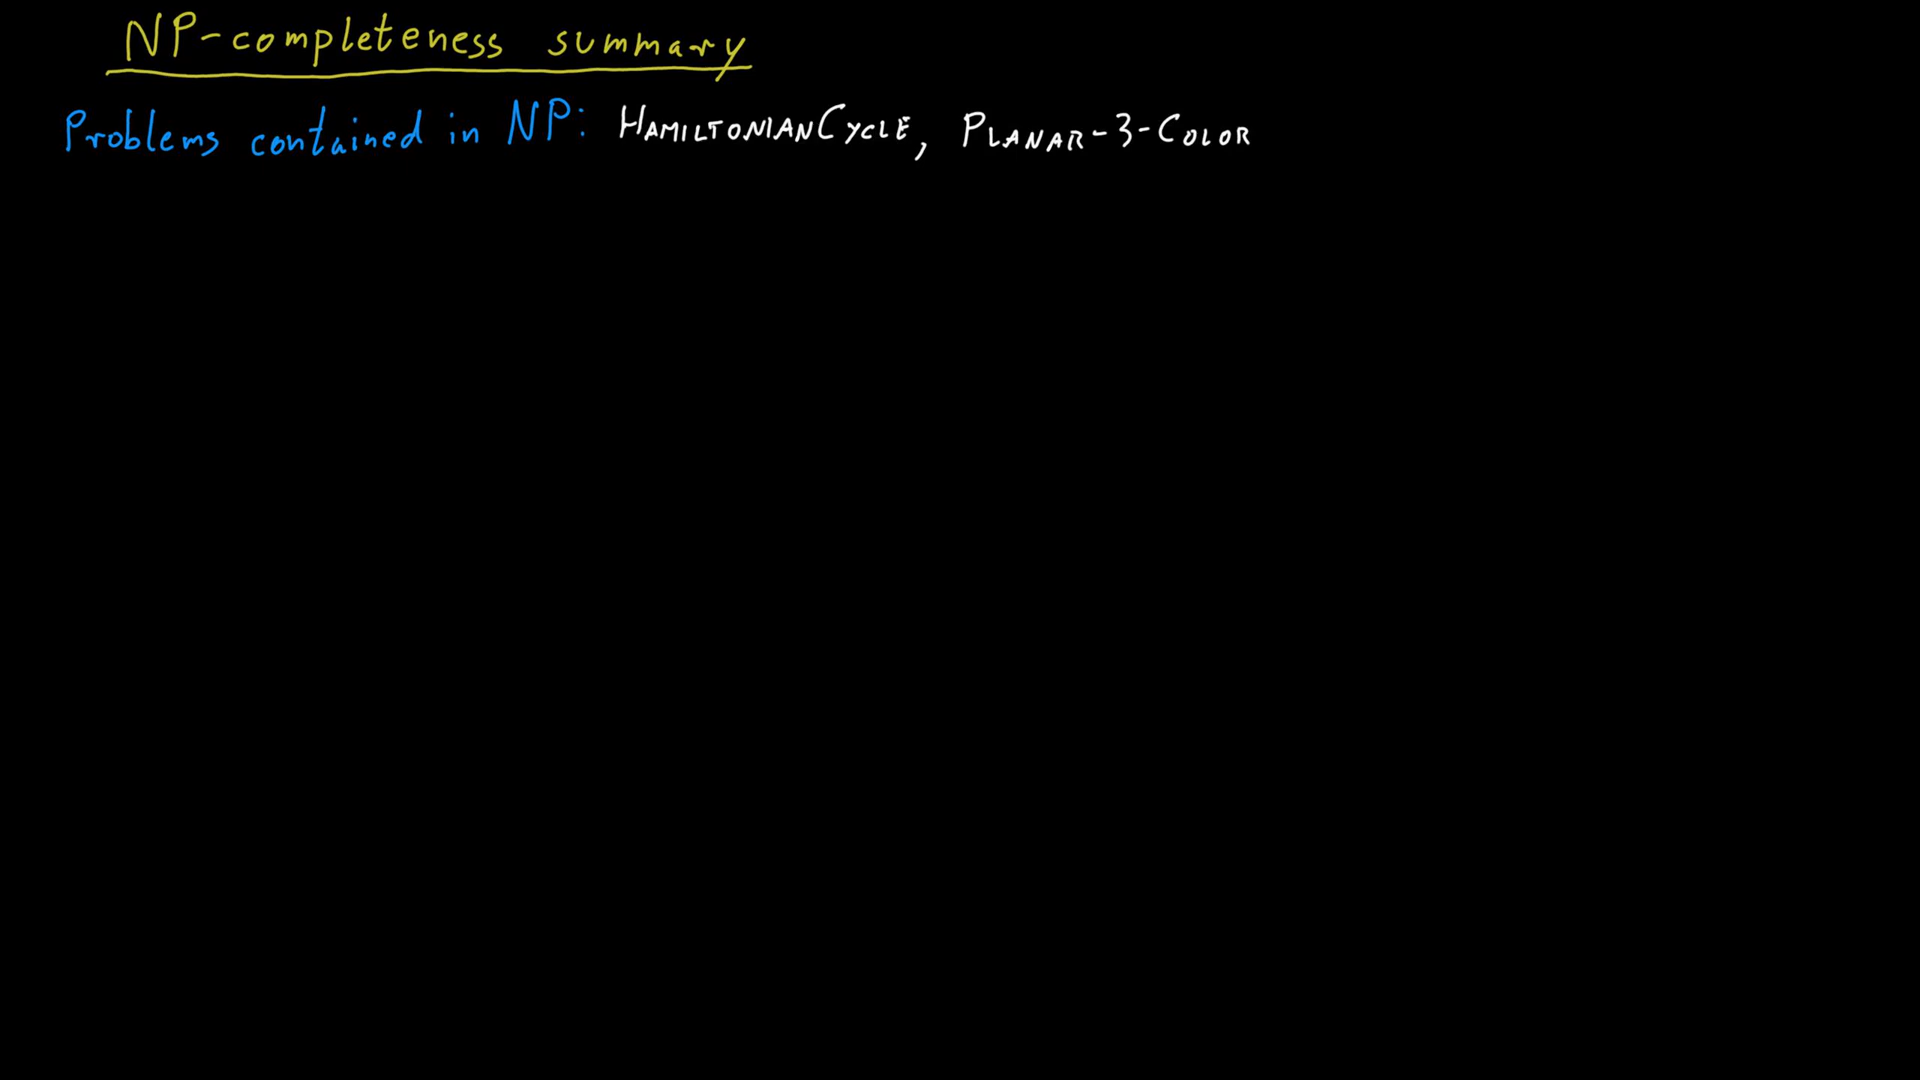 NP-completeness summary
Problems contained in NP: HAMILTONIANCYCLE, PLANAR-3-COLOR